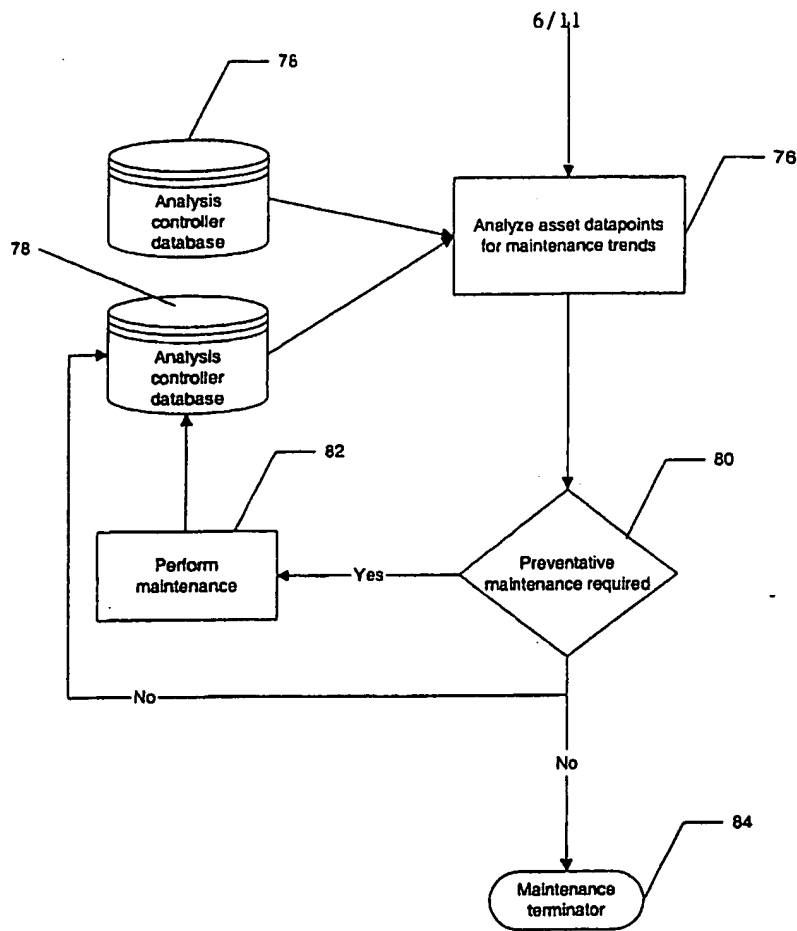 6/11
76
76
Analysis
controller
database
Analyze asset datapoints
for maintenance trends
78
Analysis
controller
database
82
80
Perform
maintenance
Yes
Preventative
maintenance required
No
No
84
Maintenance
terminator